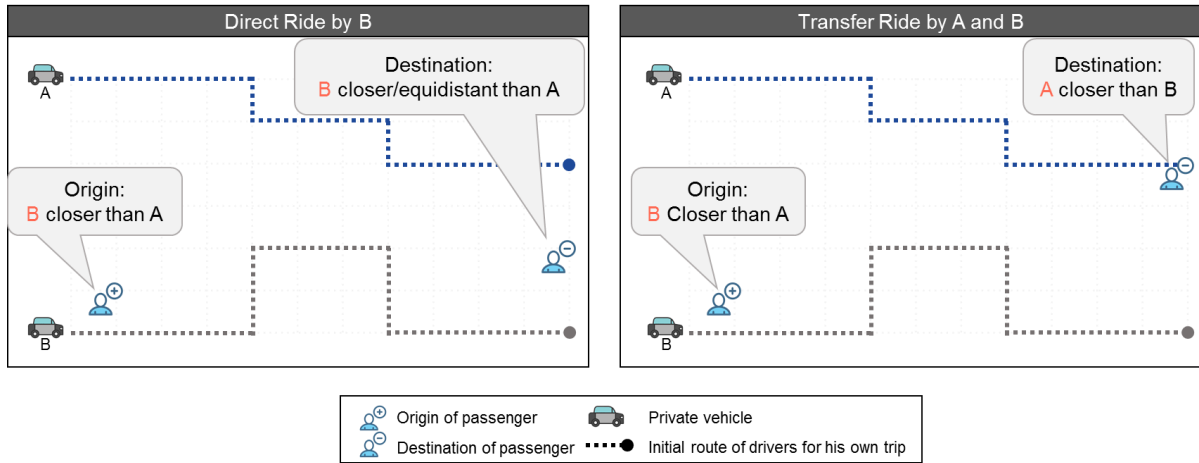 Direct Ride by B
A
Destination:
B closer/equidistant than A
Origin:
B closer than A
B
Transfer Ride by A and B
A
Destination:
A closer than B
Origin:
B Closer than A
B
Origin of passenger
Private vehicle
Destination of passenger
Initial route of drivers for his own trip